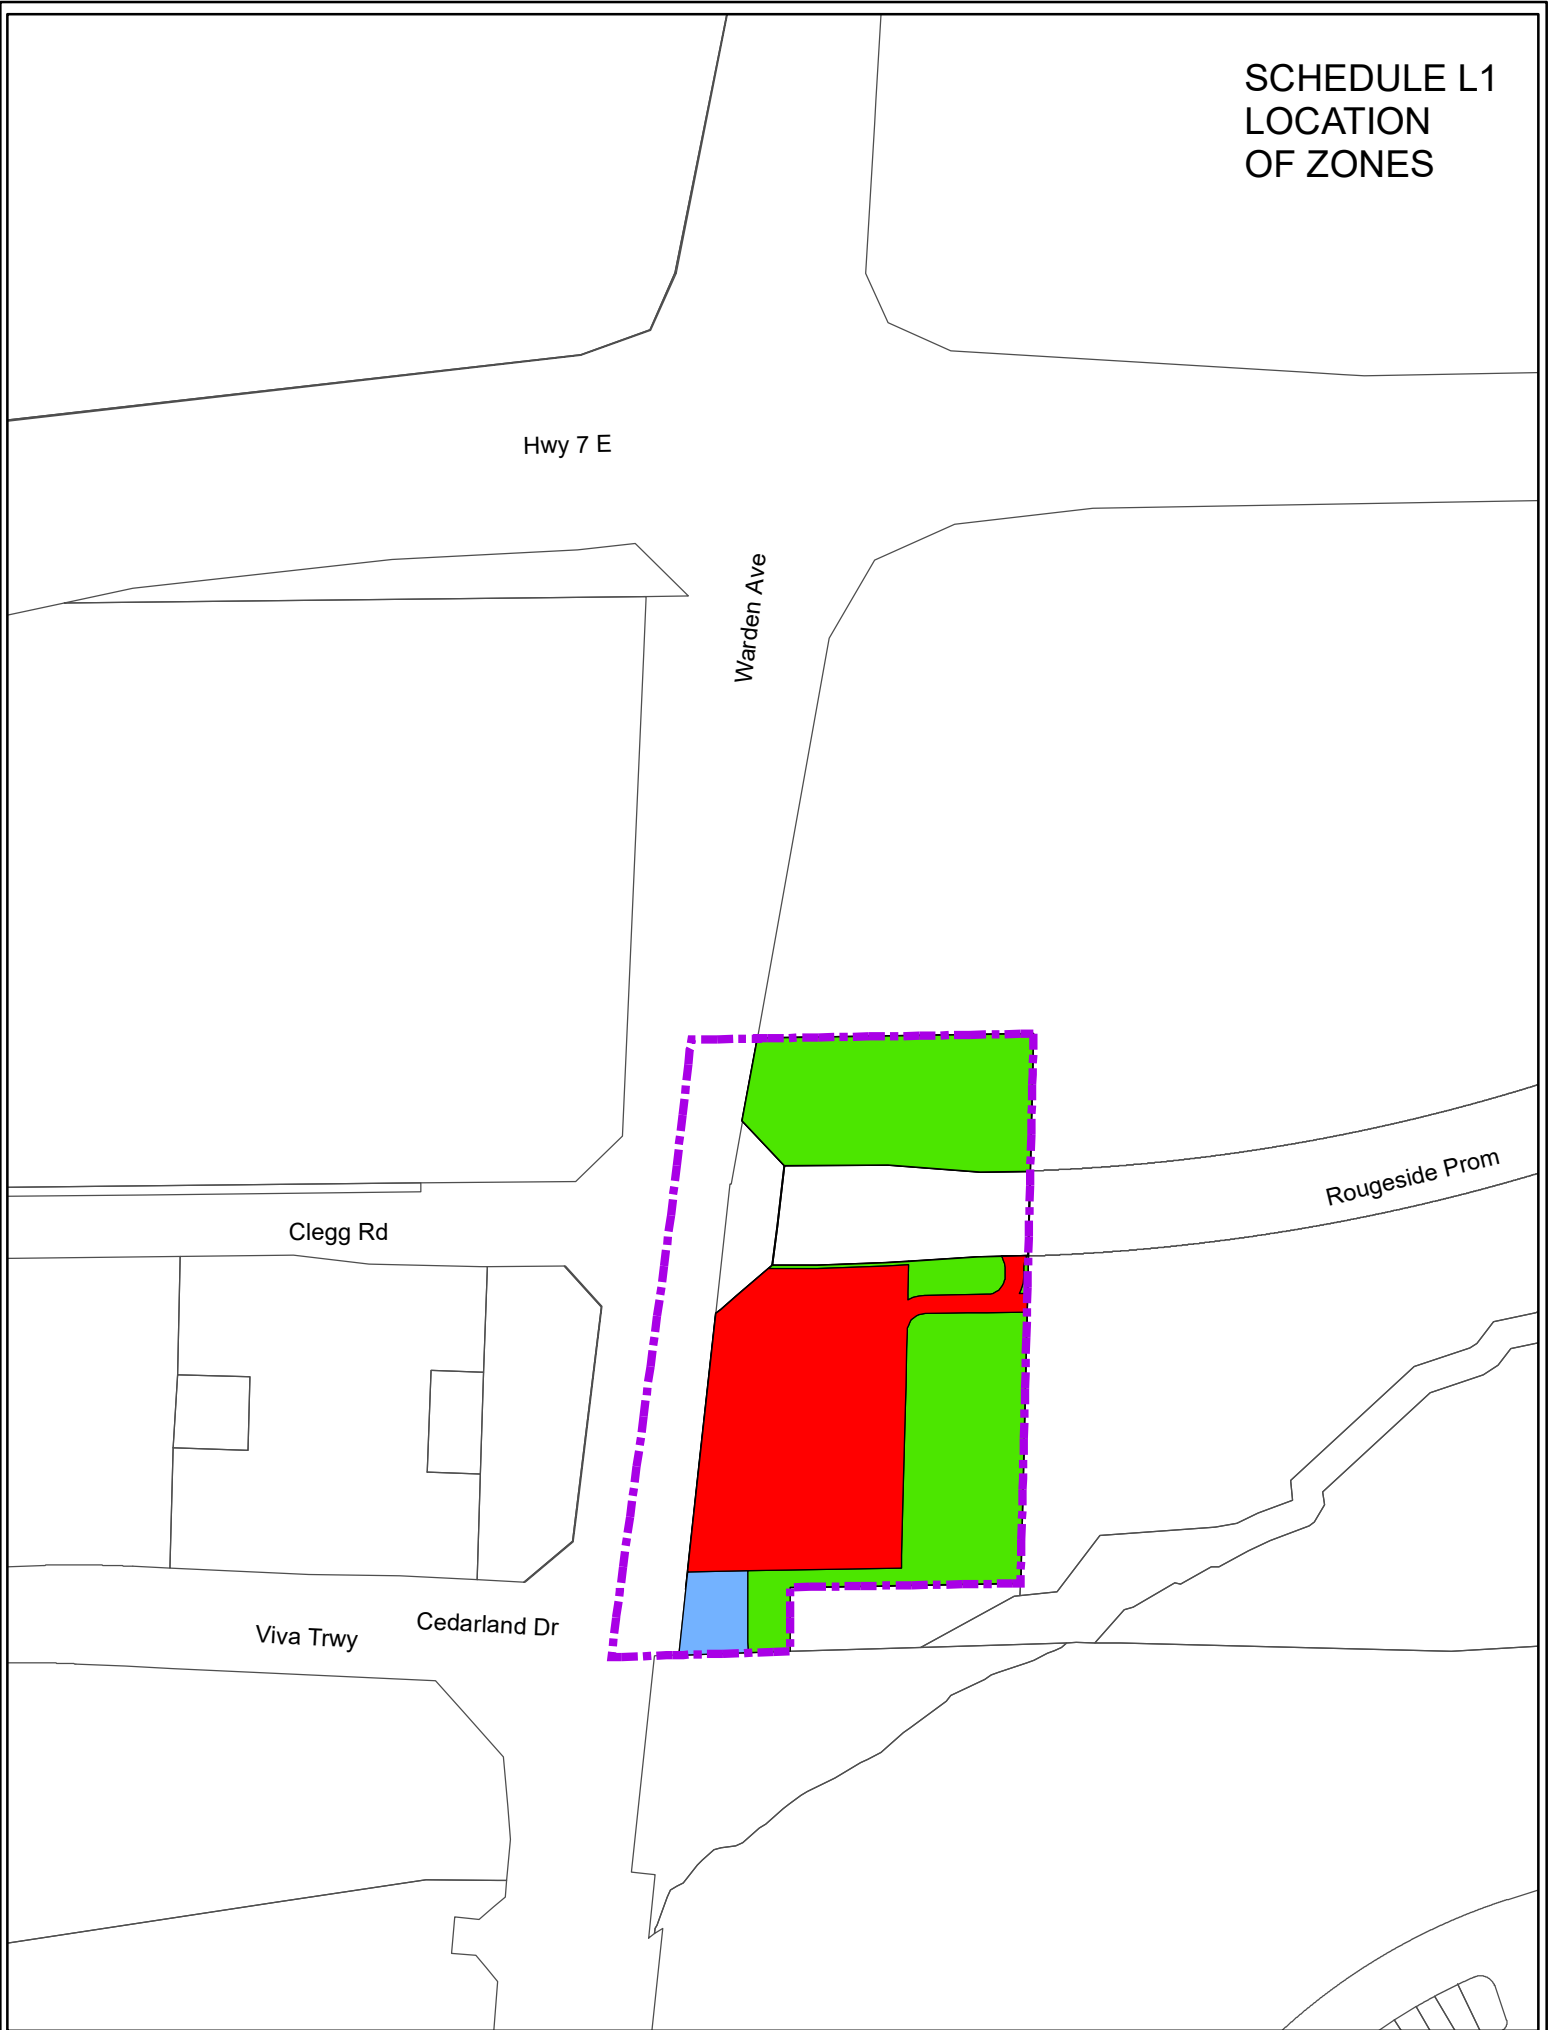 SCHEDULE L1
LOCATION
OF ZONES
Hwy 7 E
Warden Ave
Rougeside Prom
Clegg Rd
Cedarland Dr
Viva Trwy